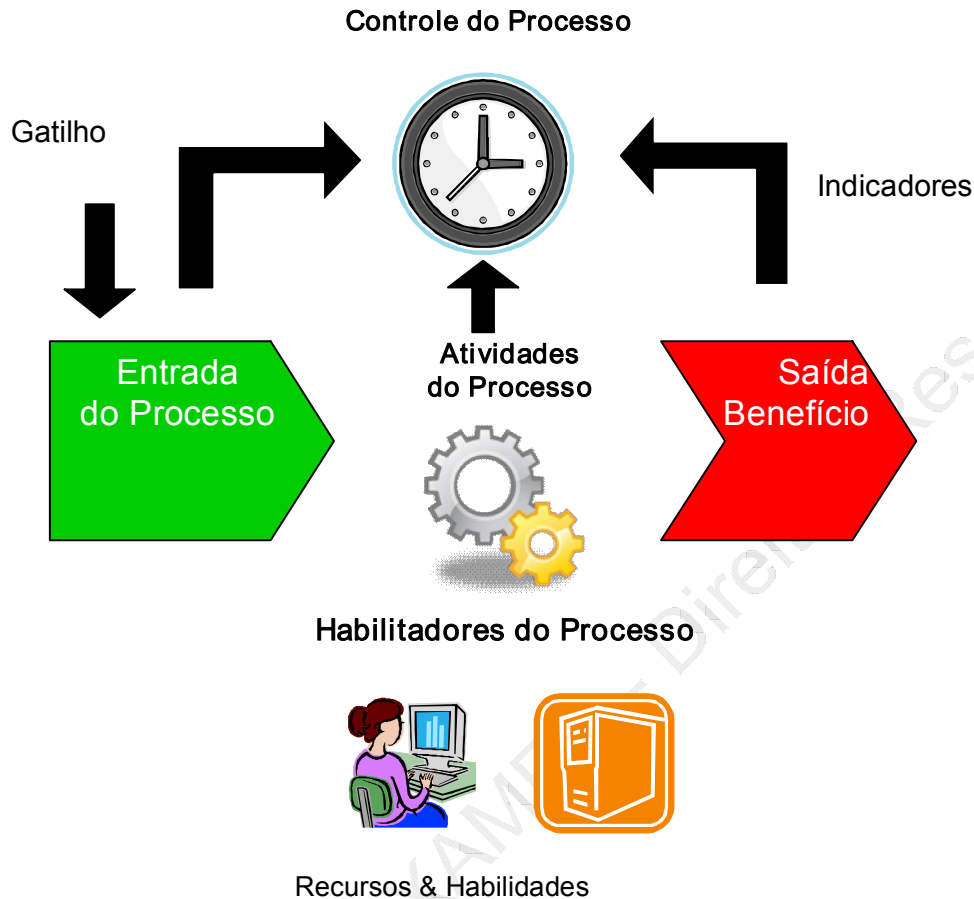 Controle do Processo
Gatilho
Indicadores
Entrada
do Processo
Atividades
do Processo
Saída
Benefício
Habilitadores do Processo
Recursos & Habilidades